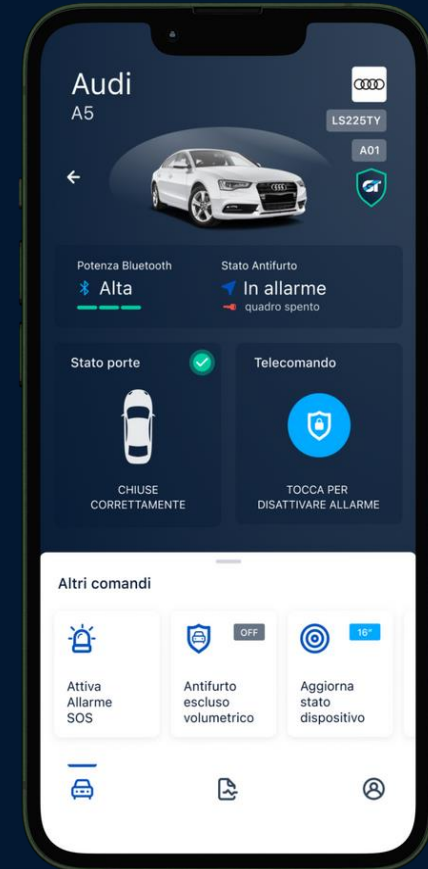 Audi
A5
LS225TY
A01
GT
Potenza Bluetooth
Alta
Stato Antifurto
In allarme
quadro spento
Stato porte
CHIUSE
CORRETTAMENTE
Telecomando
TOCCA PER
DISATTIVARE ALLARME
Altri comandi
Attiva
Allarme
SOS
OFF
Antifurto
escluso
volumetrico
16"
Aggiorna
stato
dispositivo